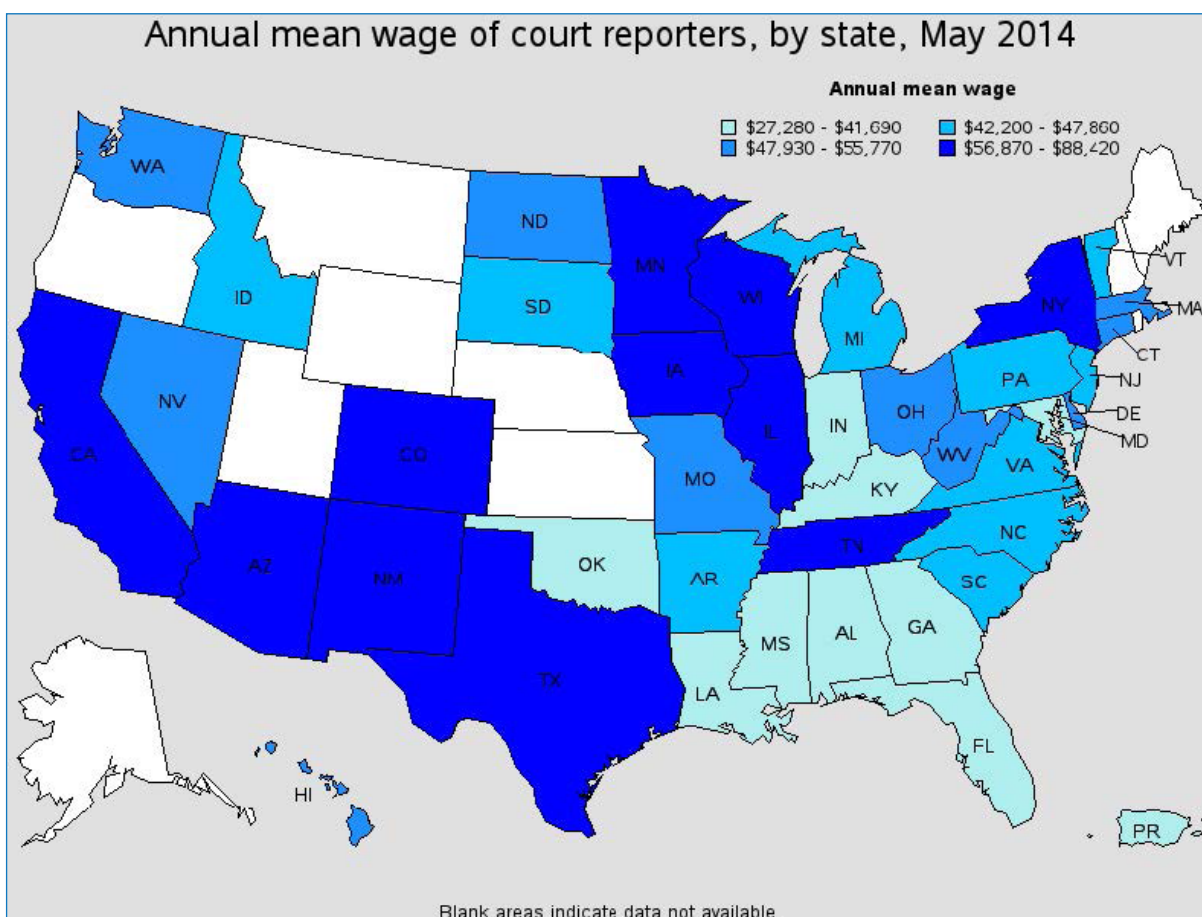 Annual mean wage of court reporters, by state, May 2014
Annual mean wage
$27,280 - $41,690
$42,200 - $47,860
$47,930 - $55,770
$56,870 - $88,420
WA
ND
MN
VT
ID
SD
WI
NY
MA
MI
CT
IA
PA
NJ
NV
OH
DE
IL
IN
MD
CA
CO
WV
MO
VA
KY
NC
AZ
NM
OK
AR
TN
SC
MS
AL
GA
TX
LA
FL
HI
PR
Blank areas indicate data not available